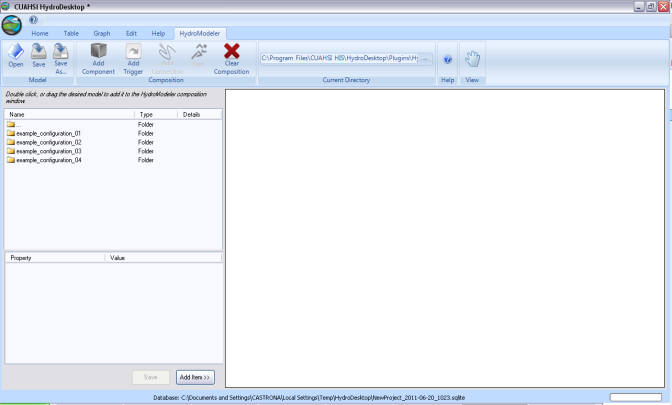 CUAHSI HydroDesktop *
Home Table Graph Edit Help HydroModeler
Open Save Save As... Add Component Add Trigger Add Connection Run Clear Composition
C:\Program Files\CUAHSI HIS\HydroDesktop\Plugins\Hy ...
Model Composition Current Directory Help View
Double click, or drag the desired model to add it to the HydroModeler composition
window.
Name Type Details
... Folder
example_configuration_01 Folder
example_configuration_02 Folder
example_configuration_03 Folder
example_configuration_04 Folder
Property Value
Save Add Item >>
Database: C:\Documents and Settings\CASTRONA\Local Settings\Temp\HydroDesktop\NewProject_2011-06-20_1023.sqlite